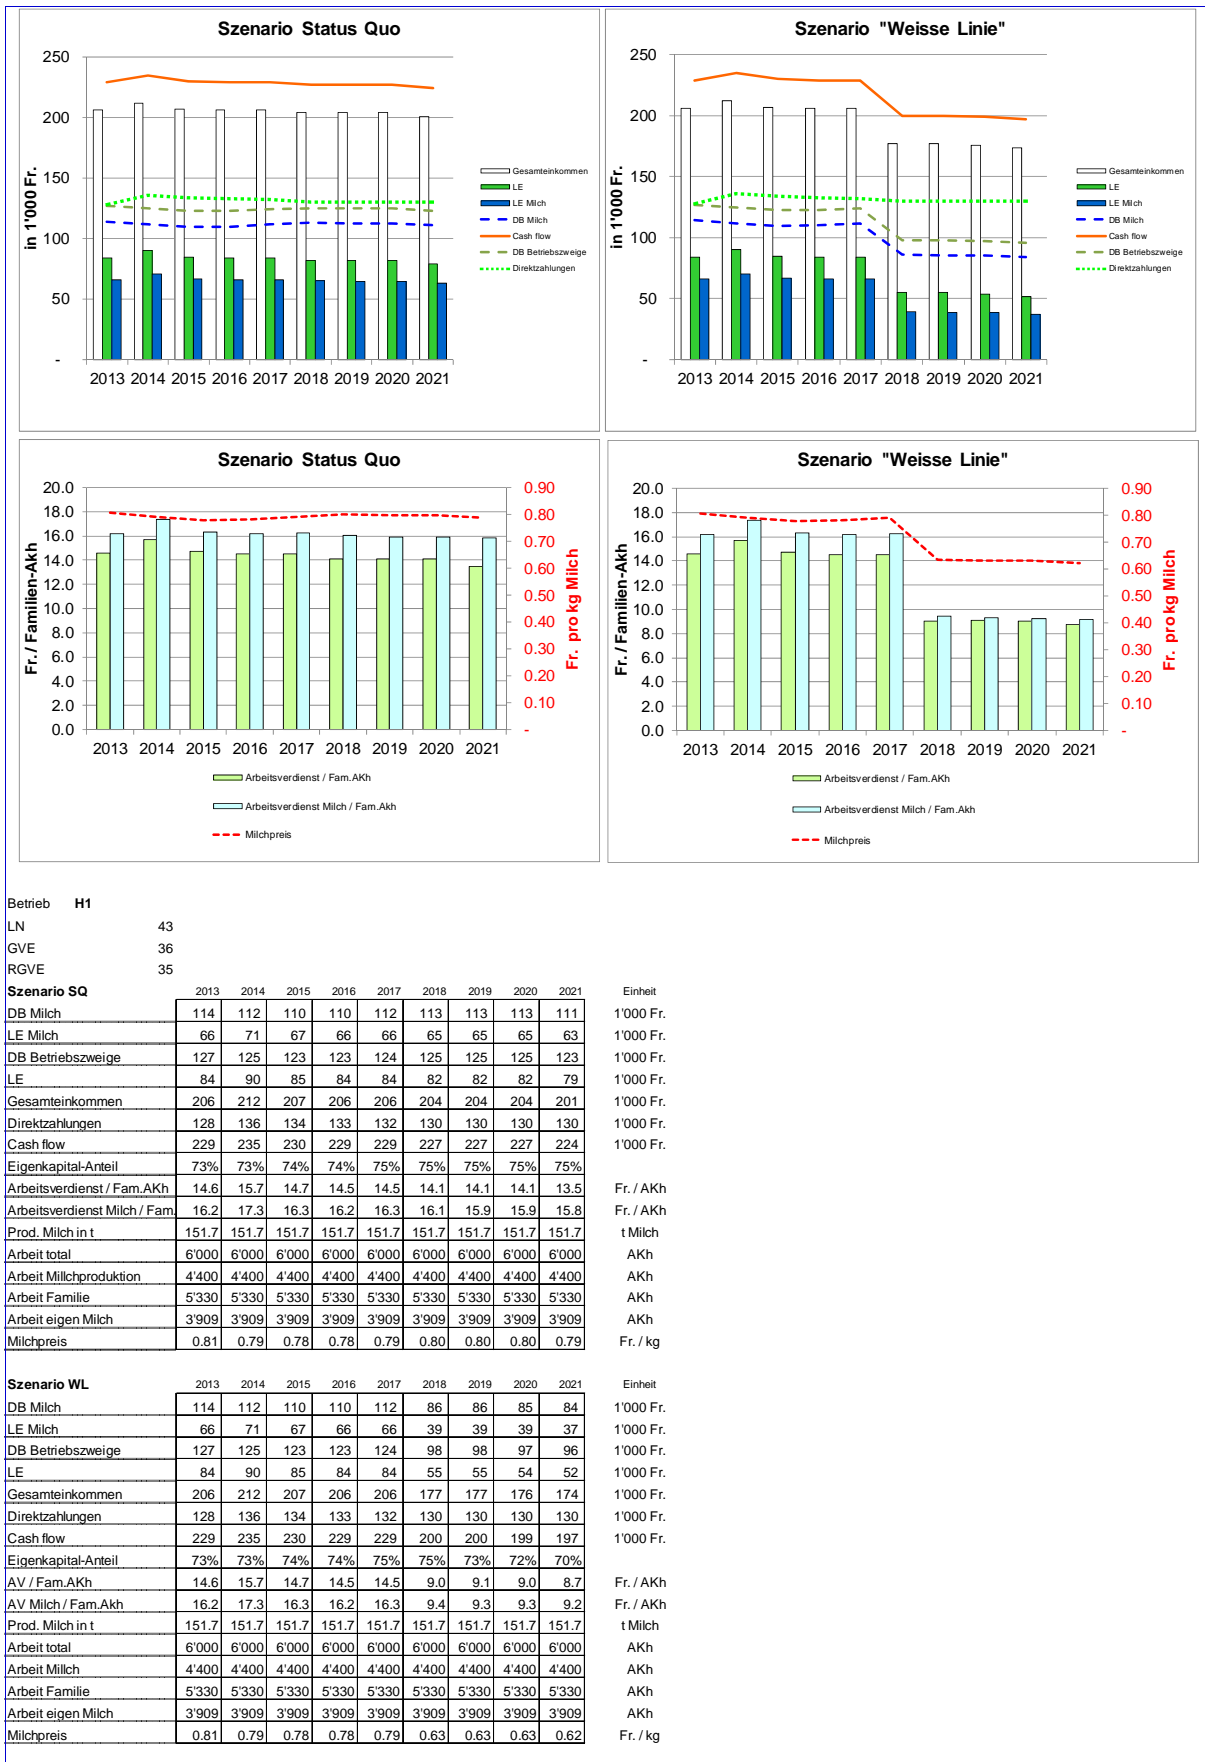 Szenario Status Quo
250
200
150
100
50
-
in 1'000 Fr.
2013 2014 2015 2016 2017 2018 2019 2020 2021
Gesamteinkommen
LE
LE Milch
DB Milch
Cash flow
DB Betriebszweige
Direktzahlungen
Szenario "Weisse Linie"
250
200
150
100
50
-
in 1'000 Fr.
2013 2014 2015 2016 2017 2018 2019 2020 2021
Gesamteinkommen
LE
LE Milch
DB Milch
Cash flow
DB Betriebszweige
Direktzahlungen
Szenario Status Quo
20.0
18.0
16.0
14.0
12.0
10.0
8.0
6.0
4.0
2.0
0.0
Fr. / Familien-Akh
0.90
0.80
0.70
0.60
0.50
0.40
0.30
0.20
0.10
-
Fr. pro kg Milch
2013 2014 2015 2016 2017 2018 2019 2020 2021
Arbeitsverdienst / Fam.AKh
Arbeitsverdienst Milch / Fam.Akh
Milchpreis
Szenario "Weisse Linie"
20.0
18.0
16.0
14.0
12.0
10.0
8.0
6.0
4.0
2.0
0.0
Fr. / Familien-Akh
0.90
0.80
0.70
0.60
0.50
0.40
0.30
0.20
0.10
-
Fr. pro kg Milch
2013 2014 2015 2016 2017 2018 2019 2020 2021
Arbeitsverdienst / Fam.AKh
Arbeitsverdienst Milch / Fam.Akh
Milchpreis
Betrieb H1
LN 43
GVE 36
RGVE 35
Szenario SQ 2013 2014 2015 2016 2017 2018 2019 2020 2021 Einheit
DB Milch 114 112 110 110 112 113 113 113 111 1'000 Fr.
LE Milch 66 71 67 66 66 65 65 65 63 1'000 Fr.
DB Betriebszweige 127 125 123 123 124 125 125 125 123 1'000 Fr.
LE 84 90 85 84 84 82 82 82 79 1'000 Fr.
Gesamteinkommen 206 212 207 206 206 204 204 204 201 1'000 Fr.
Direktzahlungen 128 136 134 133 132 130 130 130 130 1'000 Fr.
Cash flow 229 235 230 229 229 227 227 227 224 1'000 Fr.
Eigenkapital-Anteil 73% 73% 74% 74% 75% 75% 75% 75% 75%
Arbeitsverdienst / Fam.AKh 14.6 15.7 14.7 14.5 14.5 14.1 14.1 14.1 13.5 Fr. / AKh
Arbeitsverdienst Milch / Fam. 16.2 17.3 16.3 16.2 16.3 16.1 15.9 15.9 15.8 Fr. / AKh
Prod. Milch in t 151.7 151.7 151.7 151.7 151.7 151.7 151.7 151.7 151.7 t Milch
Arbeit total 6'000 6'000 6'000 6'000 6'000 6'000 6'000 6'000 6'000 AKh
Arbeit Millchproduktion 4'400 4'400 4'400 4'400 4'400 4'400 4'400 4'400 4'400 AKh
Arbeit Familie 5'330 5'330 5'330 5'330 5'330 5'330 5'330 5'330 5'330 AKh
Arbeit eigen Milch 3'909 3'909 3'909 3'909 3'909 3'909 3'909 3'909 3'909 AKh
Milchpreis 0.81 0.79 0.78 0.78 0.79 0.80 0.80 0.80 0.79 Fr. / kg
Szenario WL 2013 2014 2015 2016 2017 2018 2019 2020 2021 Einheit
DB Milch 114 112 110 110 112 86 86 85 84 1'000 Fr.
LE Milch 66 71 67 66 66 39 39 39 37 1'000 Fr.
DB Betriebszweige 127 125 123 123 124 98 98 97 96 1'000 Fr.
LE 84 90 85 84 84 55 55 54 52 1'000 Fr.
Gesamteinkommen 206 212 207 206 206 177 177 176 174 1'000 Fr.
Direktzahlungen 128 136 134 133 132 130 130 130 130 1'000 Fr.
Cash flow 229 235 230 229 229 200 200 199 197 1'000 Fr.
Eigenkapital-Anteil 73% 73% 74% 74% 75% 75% 73% 72% 70%
AV / Fam.AKh 14.6 15.7 14.7 14.5 14.5 9.0 9.1 9.0 8.7 Fr. / AKh
AV Milch / Fam.Akh 16.2 17.3 16.3 16.2 16.3 9.4 9.3 9.3 9.2 Fr. / AKh
Prod. Milch in t 151.7 151.7 151.7 151.7 151.7 151.7 151.7 151.7 151.7 t Milch
Arbeit total 6'000 6'000 6'000 6'000 6'000 6'000 6'000 6'000 6'000 AKh
Arbeit Millch 4'400 4'400 4'400 4'400 4'400 4'400 4'400 4'400 4'400 AKh
Arbeit Familie 5'330 5'330 5'330 5'330 5'330 5'330 5'330 5'330 5'330 AKh
Arbeit eigen Milch 3'909 3'909 3'909 3'909 3'909 3'909 3'909 3'909 3'909 AKh
Milchpreis 0.81 0.79 0.78 0.78 0.79 0.63 0.63 0.63 0.62 Fr. / kg